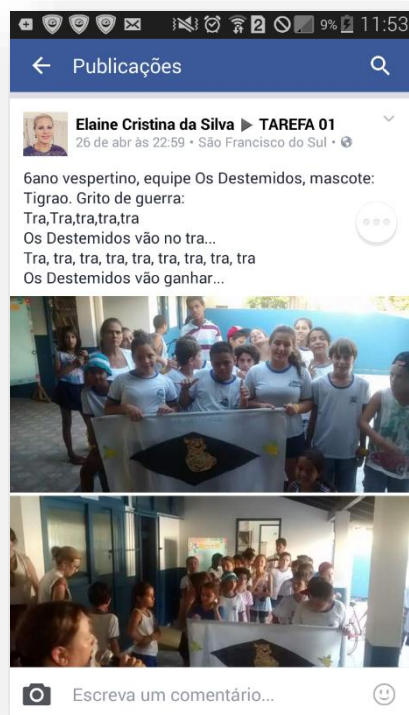 2 9% 11:53
Publicações
Elaine Cristina da Silva ▶ TAREFA 01
26 de abr às 22:59 • São Francisco do Sul •
6ano vespertino, equipe Os Destemidos, mascote:
Tigrao. Grito de guerra:
Tra,Tra,tra,tra,tra
Os Destemidos vão no tra...
Tra, tra, tra, tra, tra, tra, tra, tra, tra
Os Destemidos vão ganhar...
Escreva um comentário...